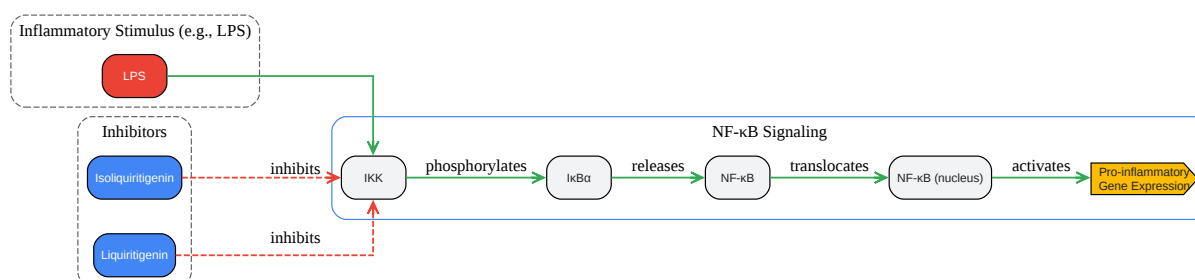 Inflammatory Stimulus (e.g., LPS)
LPS
Inhibitors
NF-κB Signaling
Isoliquiritigenin
inhibits
IKK
phosphorylates
IκBα
releases
NF-κB
translocates
NF-κB (nucleus)
activates
Pro-inflammatory
Gene Expression
Liquiritigenin
inhibits